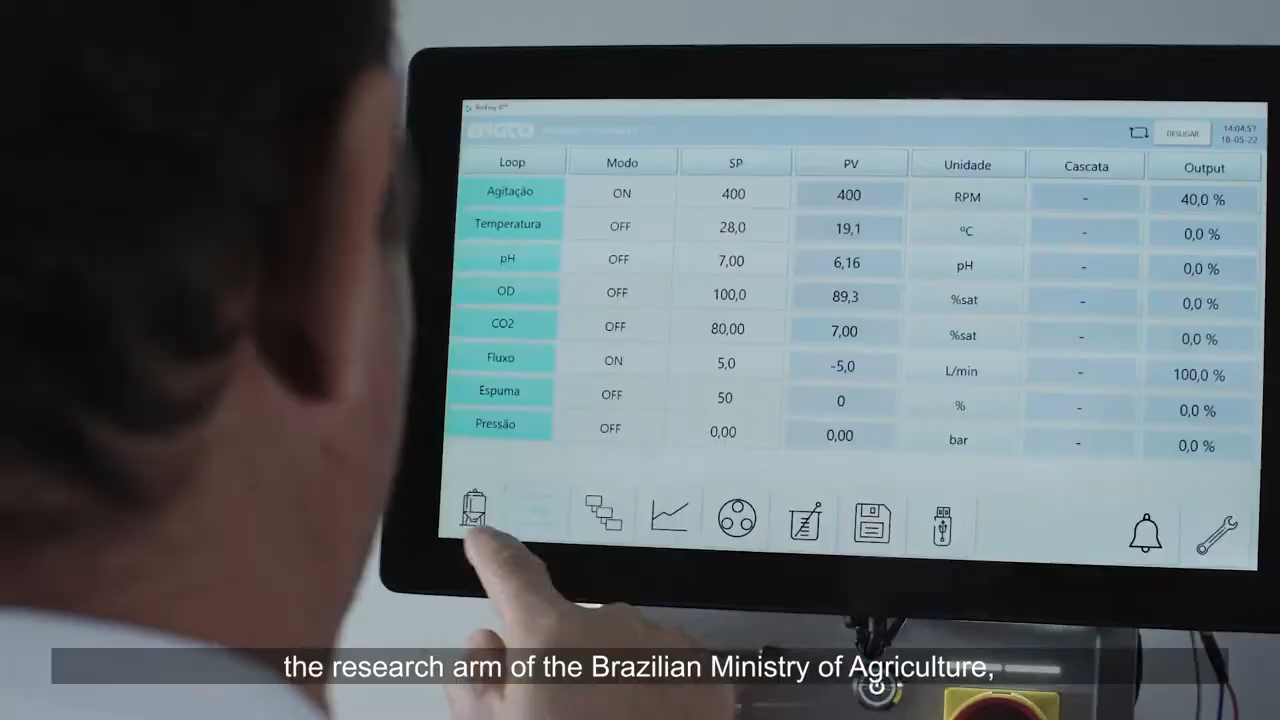 DESLIGAR
14:04:57
18-05-22
Loop Modo SP PV Unidade Cascata Output
Agitação ON 400 400 RPM - 40,0 %
Temperatura OFF 28,0 19,1 ºC - 0,0 %
pH OFF 7,00 6,16 pH - 0,0 %
OD OFF 100,0 89,3 %sat - 0,0 %
CO2 OFF 80,00 7,00 %sat - 0,0 %
Fluxo ON 5,0 -5,0 L/min - 100,0 %
Espuma OFF 50 0 % - 0,0 %
Pressão OFF 0,00 0,00 bar - 0,0 %
the research arm of the Brazilian Ministry of Agriculture,